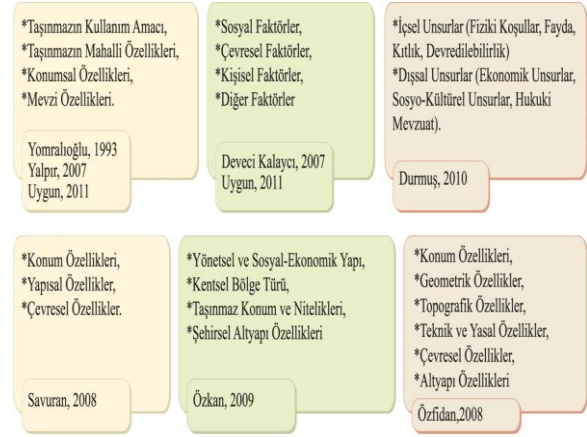 *Taşınmazın Kullanım Amacı,
*Taşınmazın Mahalli Özellikleri,
*Konumsal Özellikleri,
*Mevzi Özellikleri.
Yomralıoğlu, 1993
Yalpır, 2007
Uygun, 2011
*Sosyal Faktörler,
*Çevresel Faktörler,
*Kişisel Faktörler,
*Diğer Faktörler
Deveci Kalaycı, 2007
Uygun, 2011
*İçsel Unsurlar (Fiziki Koşullar, Fayda,
Kıtlık, Devredilebilirlik)
*Dışsal Unsurlar (Ekonomik Unsurlar,
Sosyo-Kültürel Unsurlar, Hukuki
Mevzuat).
Durmuş, 2010
*Konum Özellikleri,
*Yapısal Özellikler,
*Çevresel Özellikler.
Savuran, 2008
*Yönetsel ve Sosyal-Ekonomik Yapı,
*Kentsel Bölge Türü,
*Taşınmaz Konum ve Nitelikleri,
*Şehirsel Altyapı Özellikleri
Özkan, 2009
*Konum Özellikleri,
*Geometrik Özellikler,
*Topografik Özellikler,
*Teknik ve Yasal Özellikler,
*Çevresel Özellikler,
*Altyapı Özellikleri
Özfidan,2008